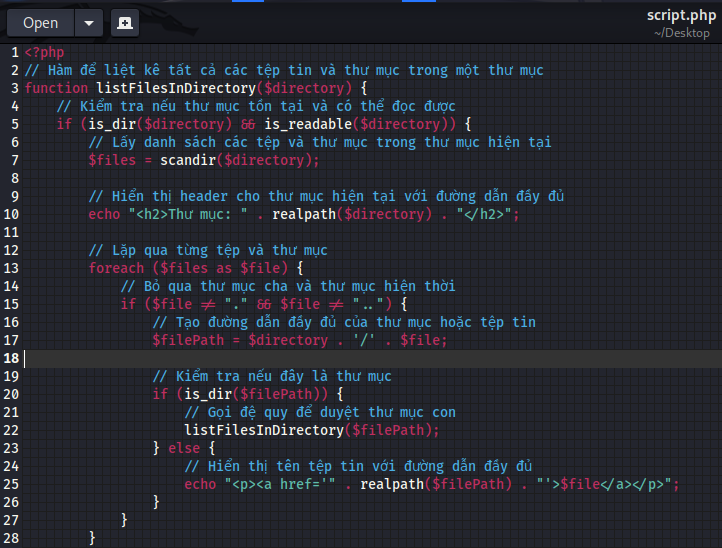 Open
script.php
~/Desktop
1 <?php
2 // Hàm để liệt kê tất cả các tệp tin và thư mục trong một thư mục
3 function listFilesInDirectory($directory) {
4     // Kiểm tra nếu thư mục tồn tại và có thể đọc được
5     if (is_dir($directory) && is_readable($directory)) {
6         // Lấy danh sách các tệp và thư mục trong thư mục hiện tại
7         $files = scandir($directory);
8
9         // Hiển thị header cho thư mục hiện tại với đường dẫn đầy đủ
10         echo "<h2>Thư mục: " . realpath($directory) . "</h2>";
11
12         // Lặp qua từng tệp và thư mục
13         foreach ($files as $file) {
14             // Bỏ qua thư mục cha và thư mục hiện thời
15             if ($file != "." && $file != "..") {
16                 // Tạo đường dẫn đầy đủ của thư mục hoặc tệp tin
17                 $filePath = $directory . '/' . $file;
18
19                 // Kiểm tra nếu đây là thư mục
20                 if (is_dir($filePath)) {
21                     // Gọi đệ quy để duyệt thư mục con
22                     listFilesInDirectory($filePath);
23                 } else {
24                     // Hiển thị tên tệp tin với đường dẫn đầy đủ
25                     echo "<p><a href='" . realpath($filePath) . "'>$file</a></p>";
26                 }
27             }
28         }